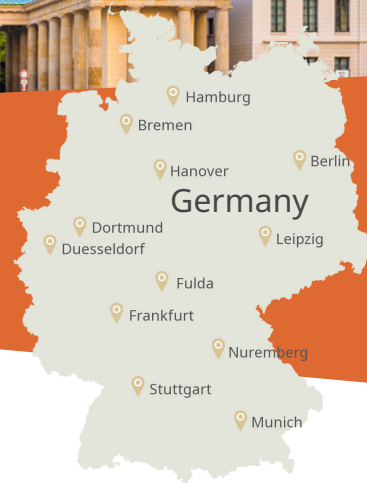 Hamburg
Bremen
Berlin
Hanover
Germany
Dortmund
Leipzig
Duesseldorf
Fulda
Frankfurt
Nuremberg
Stuttgart
Munich